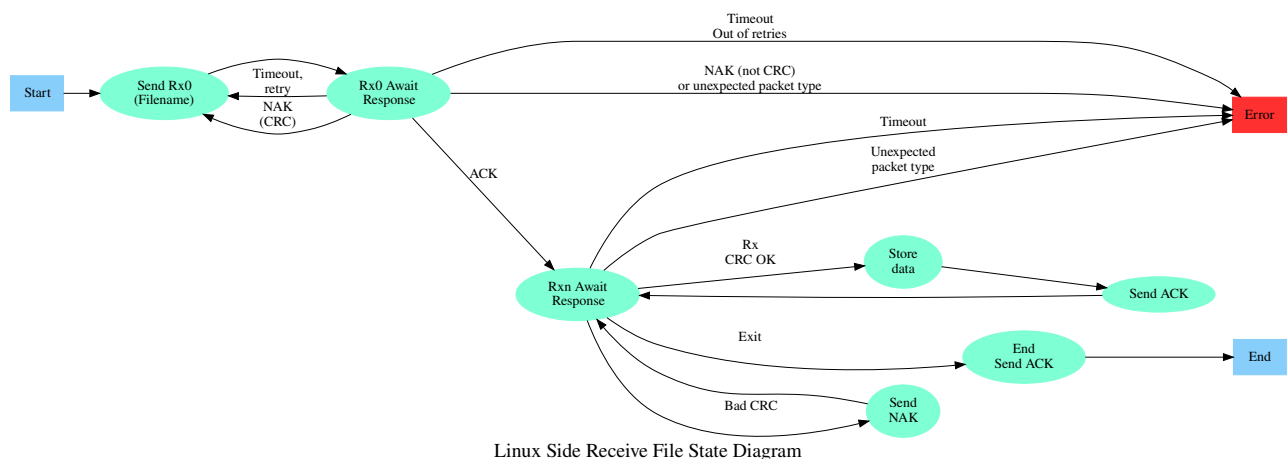 Timeout
Out of retries
Start
Send Rx0
(Filename)
Timeout,
retry
NAK
(CRC)
Rx0 Await
Response
NAK (not CRC)
or unexpected packet type
Error
Timeout
Unexpected
packet type
ACK
Rx
CRC OK
Store
data
Rxn Await
Response
Send ACK
Exit
End
Send ACK
End
Bad CRC
Send
NAK
Linux Side Receive File State Diagram